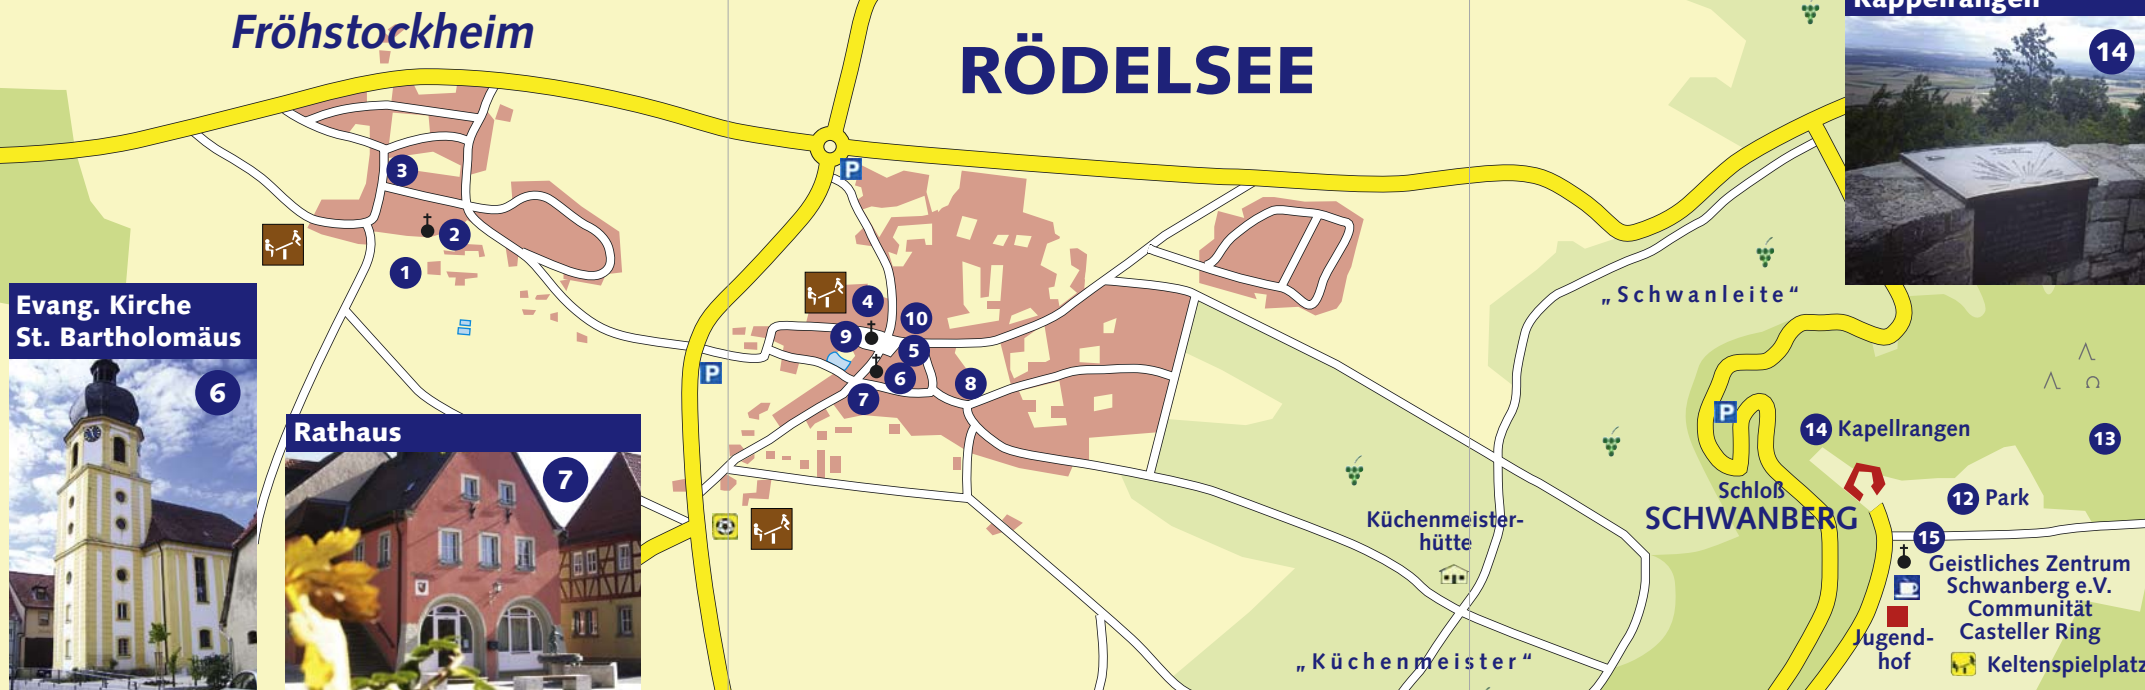 Fröhstockheim
RÖDELSEE
Kappelrangen
14
3
P
2
1
Evang. Kirche
St. Bartholomäus
6
4
10
9
5
6
8
7
P
Rathaus
7
„Schwanleite“
P
14 Kapellrangen
13
Schloß
SCHWANBERG
12 Park
Küchenmeister-
hütte
15
Geistliches Zentrum
Schwanberg e.V.
Communität
Casteller Ring
Jugend-
hof
Keltenspielplatz
„Küchenmeister“